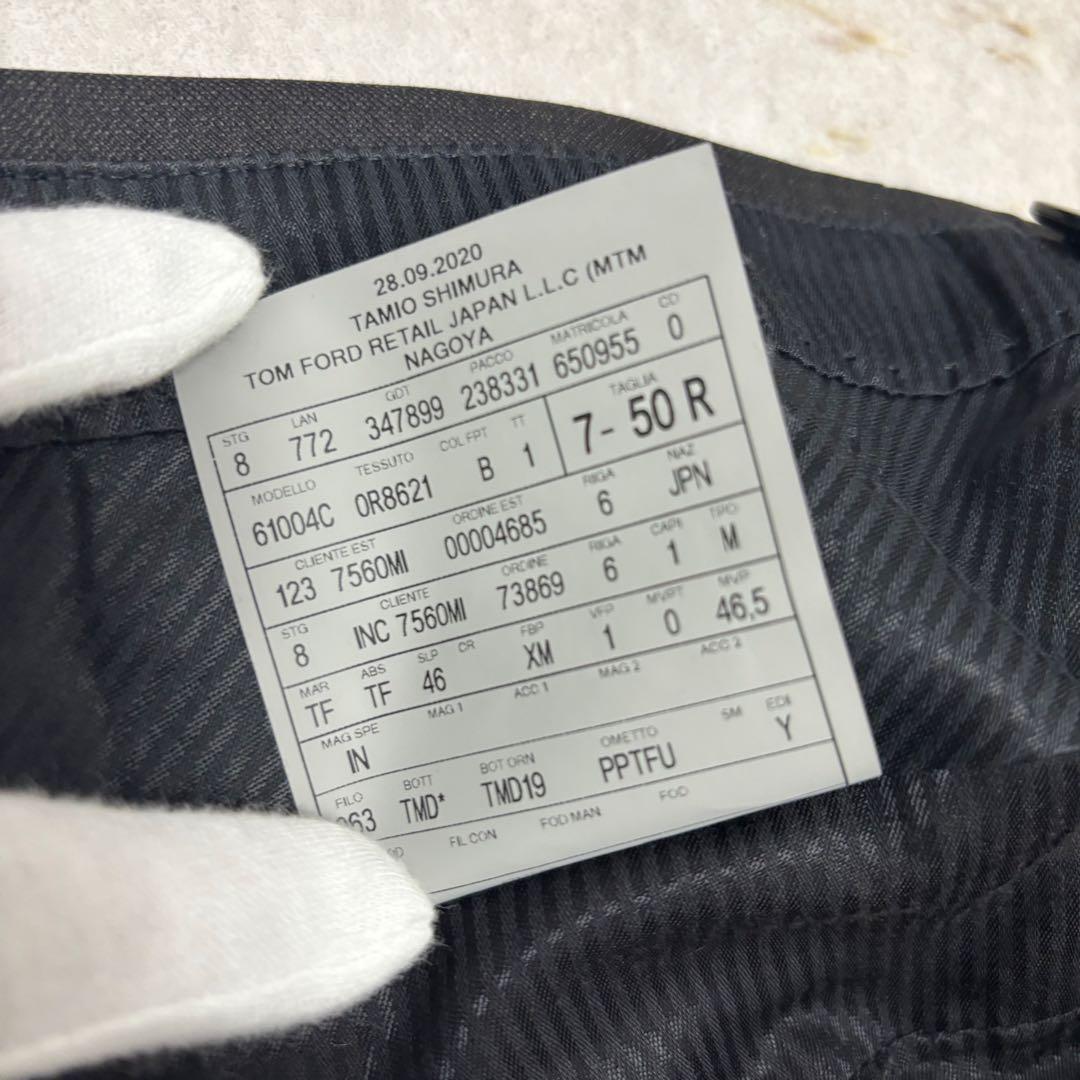 28.09.2020
TAMIO SHIMURA
TOM FORD RETAIL JAPAN L.L.C (MTM
NAGOYA
STG LAN GDT PACCO MATRICOLA CD
8 772 347899 238331 650955 0
MODELLO TESSUTO COL FPT TT TAGLIA
61004C 0R8621 B 1 7- 50 R
CLIENTE EST ORDINE EST RIGA NAZ
123 7560MI 00004685 6 JPN
STG CLIENTE ORDINE RIGA CAPI TPO
8 INC 7560MI 73869 6 1 M
MAR ABS SLP CR FBP VFP MVPT MVP
TF TF 46 XM 1 0 46,5
MAG SPE MAG 1 ACC 1 MAG 2 ACC 2
IN
FILO BOTT BOT ORN OMETTO SM EDI
63 TMD* TMD19 PPTFU Y
FIL CON FOD MAN FOD